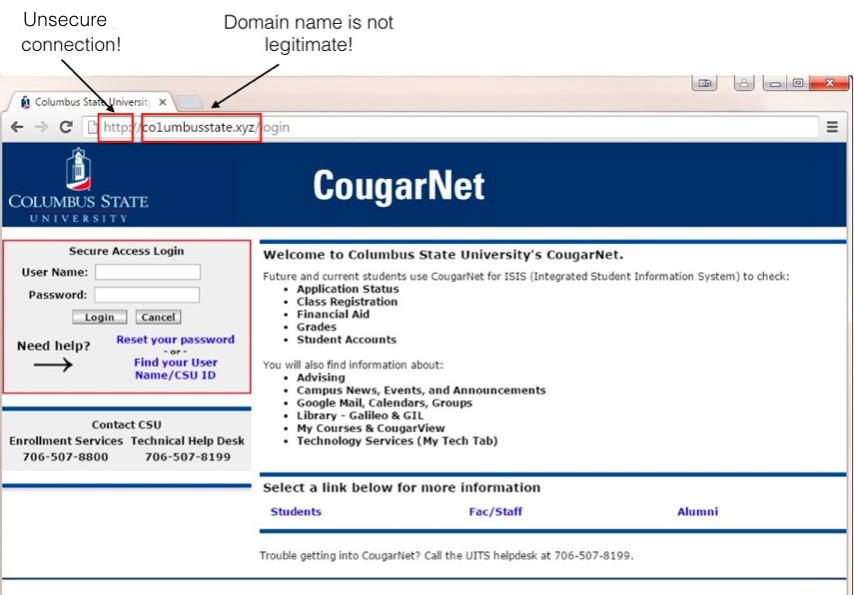 Unsecure
connection!
Domain name is not
legitimate!
Columbus State University
http://co1umbusstate.xyz/login
COLUMBUS STATE
UNIVERSITY
CougarNet
Secure Access Login
User Name:
Password:
Login Cancel
Need help?
Reset your password
- or -
Find your User
Name/CSU ID
Contact CSU
Enrollment Services Technical Help Desk
706-507-8800 706-507-8199
Welcome to Columbus State University's CougarNet.
Future and current students use CougarNet for ISIS (Integrated Student Information System) to check:
• Application Status
• Class Registration
• Financial Aid
• Grades
• Student Accounts
You will also find information about:
• Advising
• Campus News, Events, and Announcements
• Google Mail, Calendars, Groups
• Library - Galileo & GIL
• My Courses & CougarView
• Technology Services (My Tech Tab)
Select a link below for more information
Students Fac/Staff Alumni
Trouble getting into CougarNet? Call the UITS helpdesk at 706-507-8199.